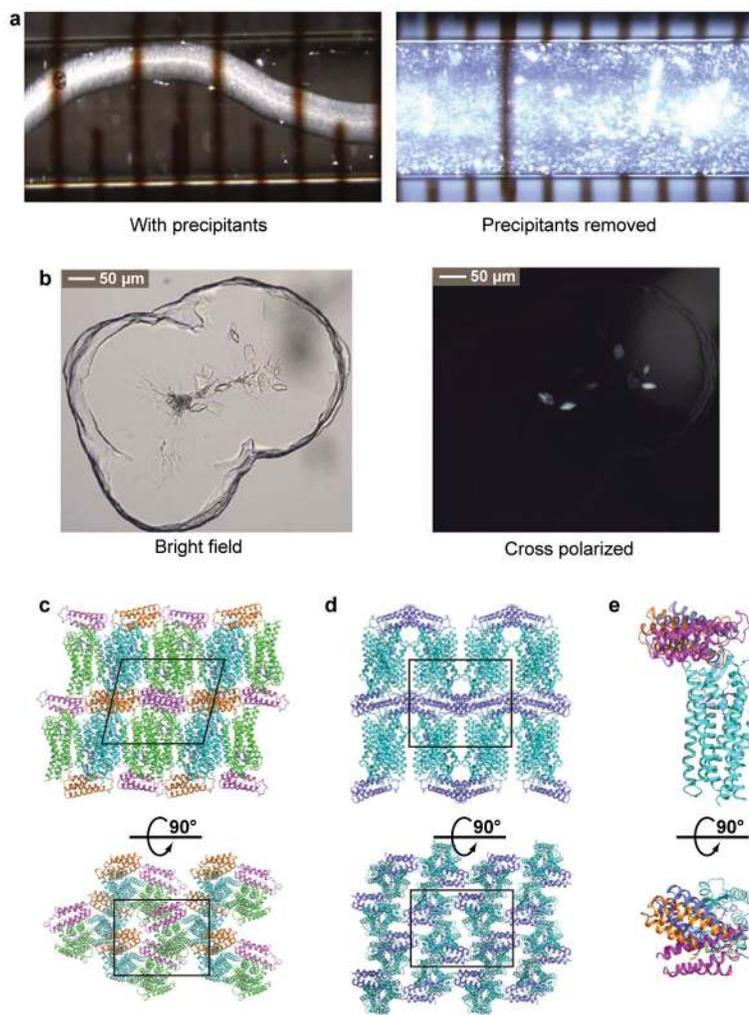 a
With precipitants
Precipitants removed
b
50 µm
50 µm
Bright field
Cross polarized
c
d
e
90°
90°
90°